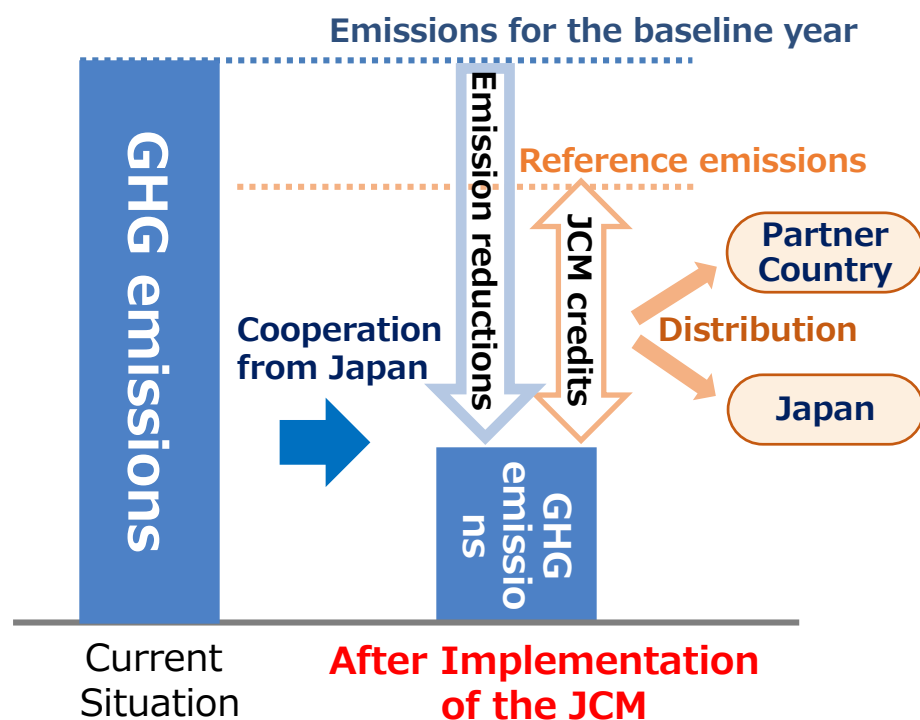 Emissions for the baseline year
GHG emissions
Emission reductions
Reference emissions
JCM credits
Partner
Country
Cooperation
from Japan
Distribution
Japan
GHG
emissio
ns
Current
Situation
After Implementation
of the JCM